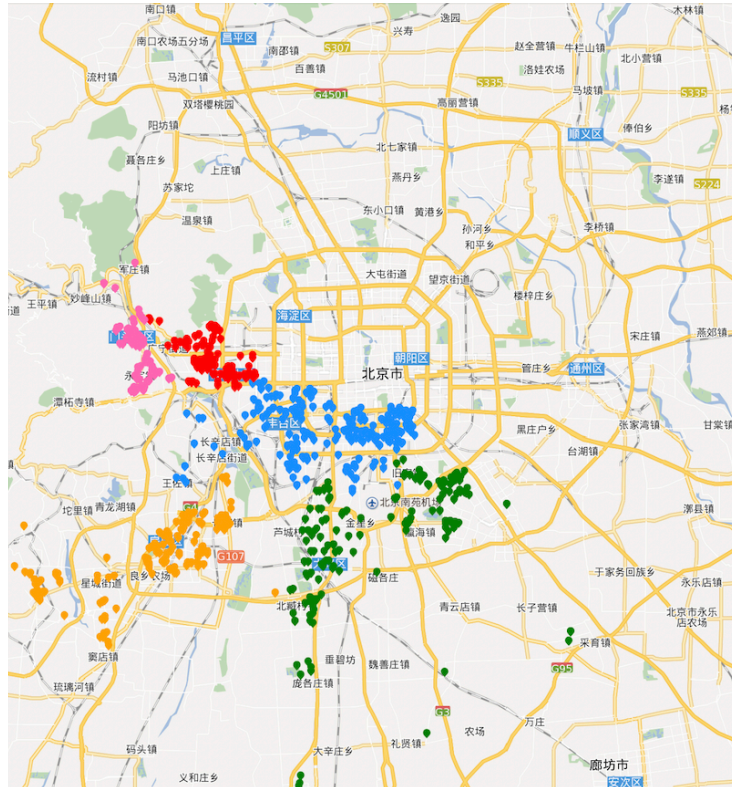 南口镇
木林镇
逸园
兴寿
昌平区
南口农场五分场
S307
赵全营镇
牛栏山镇
南邵镇
北小营镇
百善镇
洛娃农场
流村镇
马池口镇
S335
马坡镇
S335
G4501
高丽营镇
双塔樱桃园
阳坊镇
顺义区
俸伯乡
北七家镇
聂各庄乡
上庄镇
燕丹乡
李遂镇
S224
苏家坨
东小口镇
黄港乡
温泉镇
孙河乡
李桥镇
和平乡
军庄镇
大屯街道
望京街道
王平镇
妙峰山镇
楼梓庄乡
海淀区
宋庄镇
燕郊镇
朝阳区
北京市
管庄乡
通州区
潭柘寺镇
丰台区
黑庄户乡
张家湾镇
甘棠镇
长辛店镇
台湖镇
长辛店街道
王佐镇
青龙湖镇
坨里镇
北京南苑机场
漷县镇
金星乡
芦城村
瀛海镇
G107
于家务回族乡
良乡农场
星城街道
磁各庄
永乐店镇
北臧村
青云店镇
长子营镇
北京市永乐
店农场
采育镇
窦店镇
垂碧坊
魏善庄镇
G95
琉璃河镇
庞各庄镇
G3
万庄
农场
礼贤镇
码头镇
大辛庄乡
廊坊市
义和庄乡
安次区